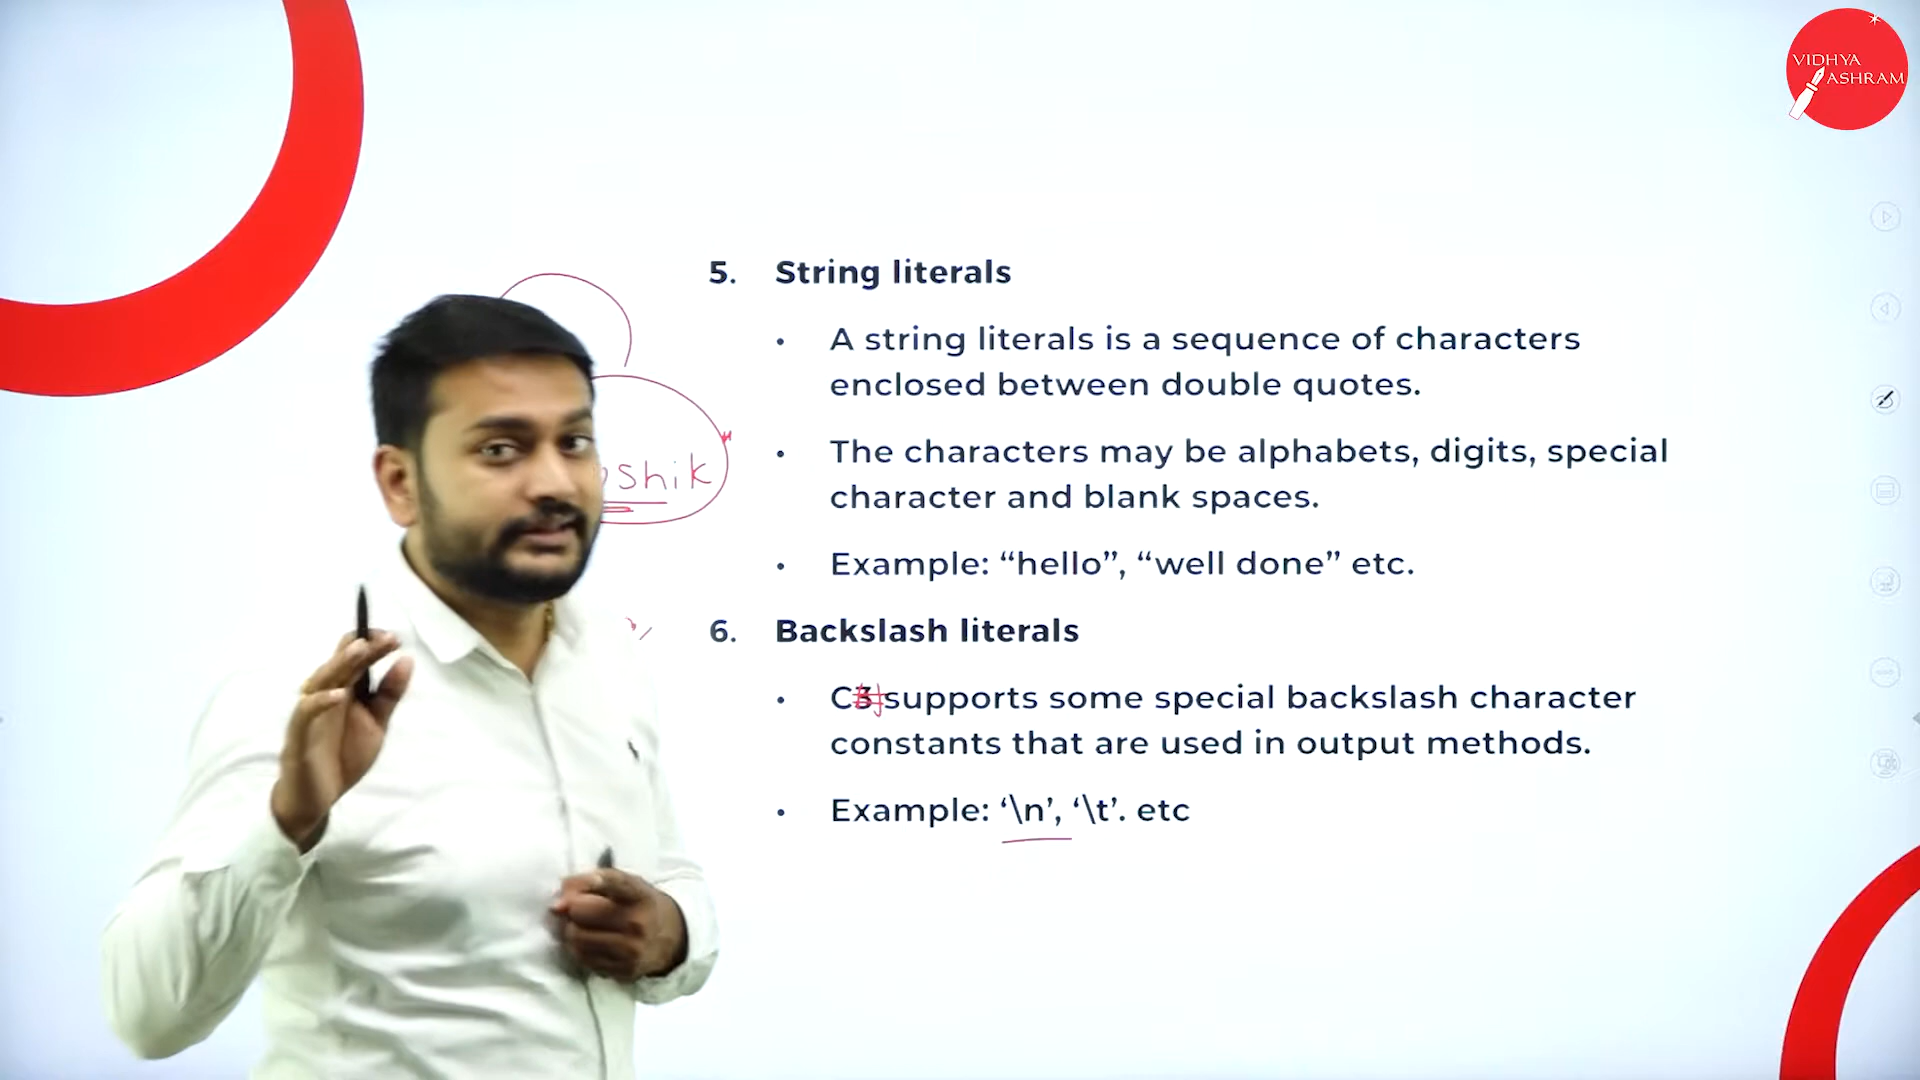 VIDHYA
ASHRAM
5. String literals
• A string literals is a sequence of characters
enclosed between double quotes.
• The characters may be alphabets, digits, special
character and blank spaces.
shik
• Example: “hello”, “well done” etc.
6. Backslash literals
• C# supports some special backslash character
constants that are used in output methods.
• Example: ‘\n’, ‘\t’. etc